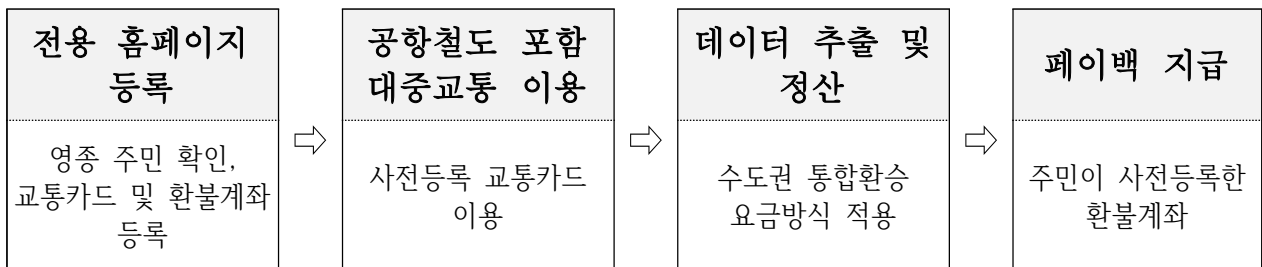 전용 홈페이지
등록
영종 주민 확인,
교통카드 및 환불계좌
등록
⇨
공항철도 포함
대중교통 이용
사전등록 교통카드
이용
⇨
데이터 추출 및
정산
수도권 통합환승
요금방식 적용
⇨
페이백 지급
주민이 사전등록한
환불계좌